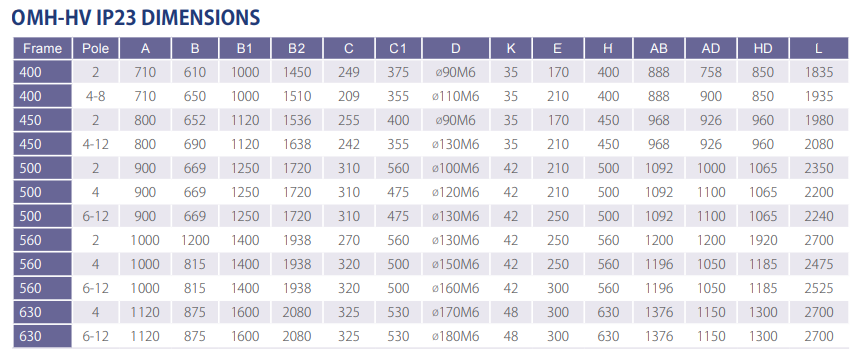 OMH-HV IP23 DIMENSIONS
Frame Pole A B B1 B2 C C1 D K E H AB AD HD L
400 2 710 610 1000 1450 249 375 ø90M6 35 170 400 888 758 850 1835
400 4-8 710 650 1000 1510 209 355 ø110M6 35 210 400 888 900 850 1935
450 2 800 652 1120 1536 255 400 ø90M6 35 170 450 968 926 960 1980
450 4-12 800 690 1120 1638 242 355 ø130M6 35 210 450 968 926 960 2080
500 2 900 669 1250 1720 310 560 ø100M6 42 210 500 1092 1000 1065 2350
500 4 900 669 1250 1720 310 475 ø120M6 42 210 500 1092 1100 1065 2200
500 6-12 900 669 1250 1720 310 475 ø130M6 42 250 500 1092 1100 1065 2240
560 2 1000 1200 1400 1938 270 560 ø130M6 42 250 560 1200 1200 1920 2700
560 4 1000 815 1400 1938 320 500 ø150M6 42 250 560 1196 1050 1185 2475
560 6-12 1000 815 1400 1938 320 500 ø160M6 42 300 560 1196 1050 1185 2525
630 4 1120 875 1600 2080 325 530 ø170M6 48 300 630 1376 1150 1300 2700
630 6-12 1120 875 1600 2080 325 530 ø180M6 48 300 630 1376 1150 1300 2700